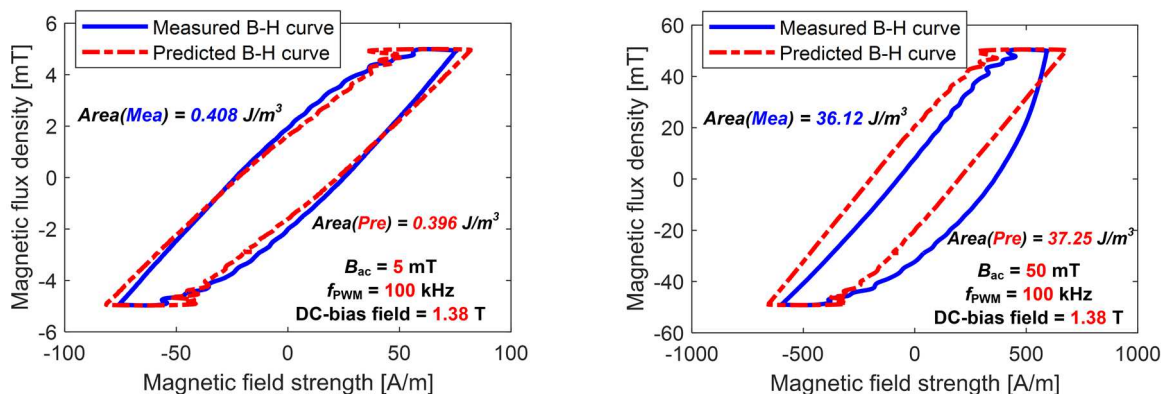 Measured B-H curve
Predicted B-H curve
Magnetic flux density [mT]
6
4
2
0
-2
-4
-6
Area(Mea) = 0.408 J/m³
Area(Pre) = 0.396 J/m³
Bac = 5 mT
fPWM = 100 kHz
DC-bias field = 1.38 T
-100 -50 0 50 100
Magnetic field strength [A/m]
Measured B-H curve
Predicted B-H curve
Magnetic flux density [mT]
60
40
20
0
-20
-40
-60
Area(Mea) = 36.12 J/m³
Area(Pre) = 37.25 J/m³
Bac = 50 mT
fPWM = 100 kHz
DC-bias field = 1.38 T
-1000 -500 0 500 1000
Magnetic field strength [A/m]